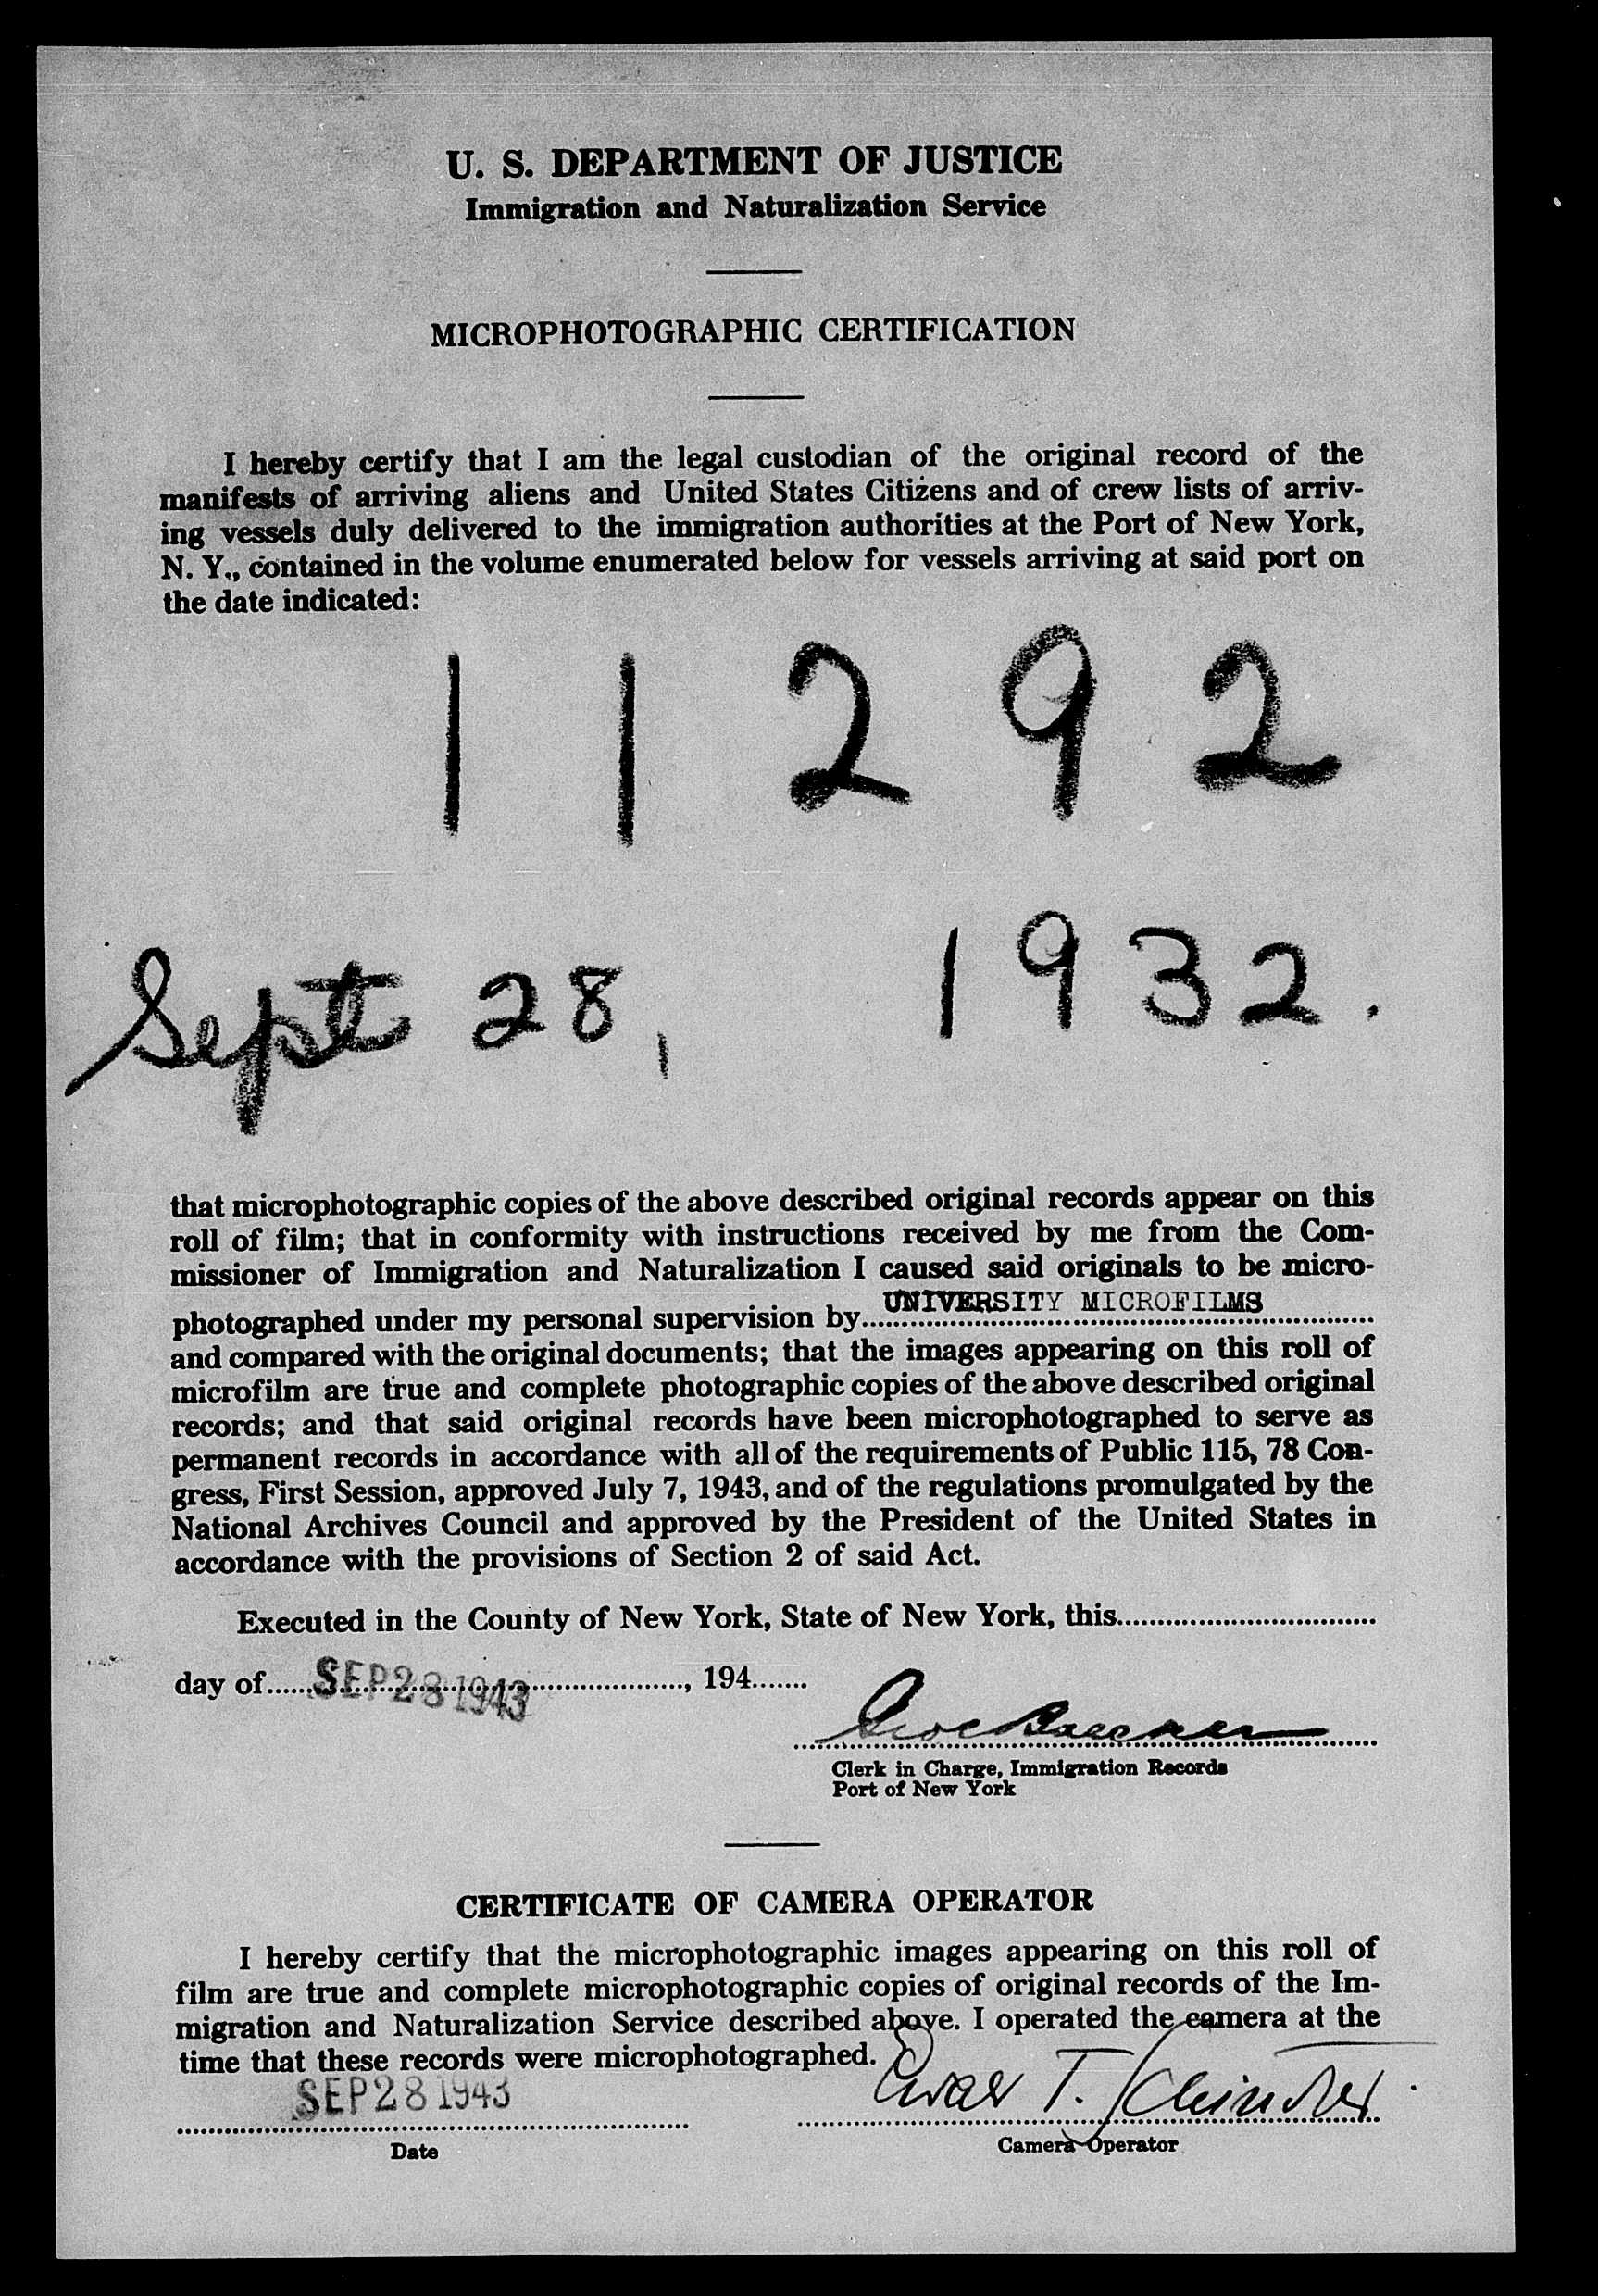 U. S. DEPARTMENT OF JUSTICE
Immigration and Naturalization Service
MICROPHOTOGRAPHIC CERTIFICATION
I hereby certify that I am the legal custodian of the original record of the
manifests of arriving aliens and United States Citizens and of crew lists of arriv-
ing vessels duly delivered to the immigration authorities at the Port of New York,
N. Y., contained in the volume enumerated below for vessels arriving at said port on
the date indicated:
11292
Sept 28, 1932.
that microphotographic copies of the above described original records appear on this
roll of film; that in conformity with instructions received by me from the Com-
missioner of Immigration and Naturalization I caused said originals to be micro-
photographed under my personal supervision by UNIVERSITY MICROFILMS
and compared with the original documents; that the images appearing on this roll of
microfilm are true and complete photographic copies of the above described original
records; and that said original records have been microphotographed to serve as
permanent records in accordance with all of the requirements of Public 115, 78 Con-
gress, First Session, approved July 7, 1943, and of the regulations promulgated by the
National Archives Council and approved by the President of the United States in
accordance with the provisions of Section 2 of said Act.
Executed in the County of New York, State of New York, this
day of SEP 28 1943, 194
Clerk in Charge, Immigration Records
Port of New York
CERTIFICATE OF CAMERA OPERATOR
I hereby certify that the microphotographic images appearing on this roll of
film are true and complete microphotographic copies of original records of the Im-
migration and Naturalization Service described above. I operated the camera at the
time that these records were microphotographed.
SEP 28 1943 T.
Date Camera Operator